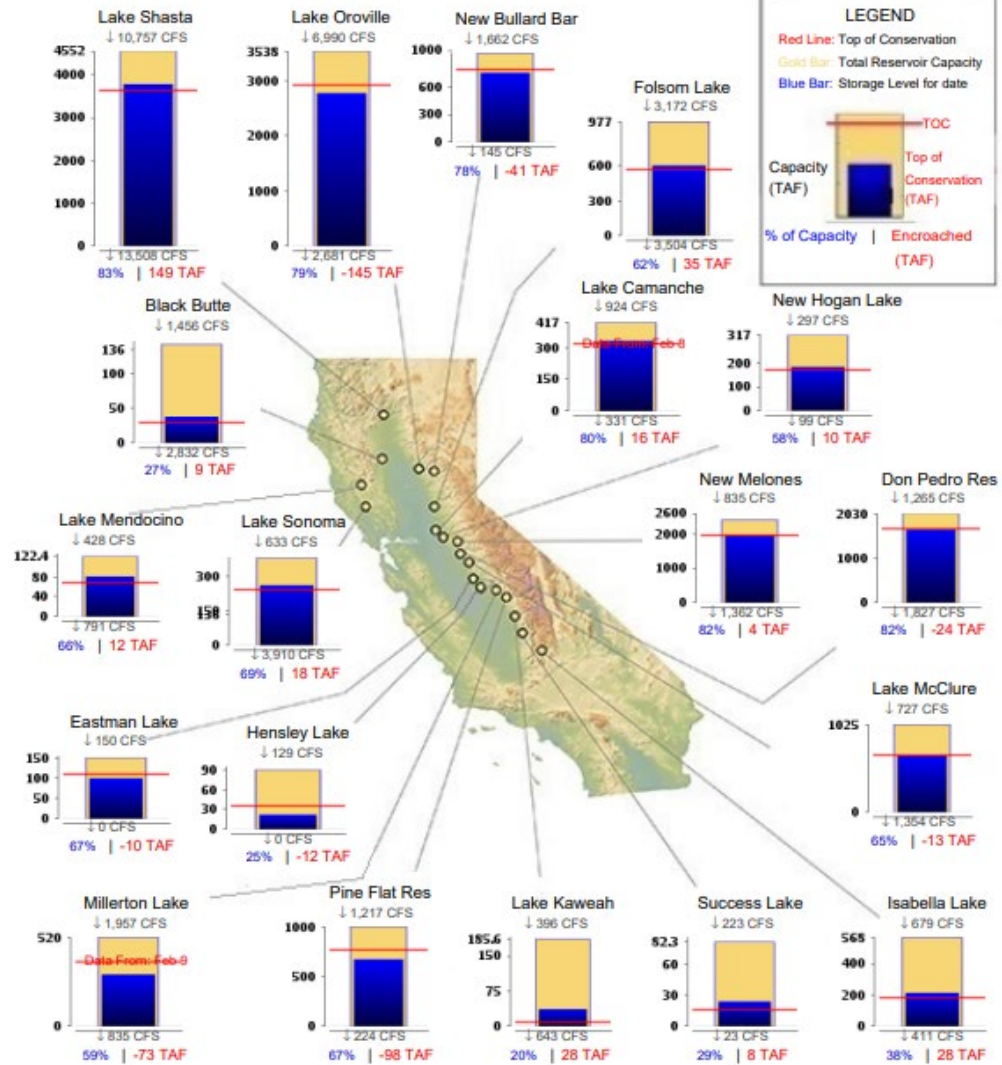 Lake Shasta
↓ 10,757 CFS
4552
4000
3000
2000
1000
0
↓ 13,508 CFS
83% | 149 TAF
Lake Oroville
↓ 6,990 CFS
3538
3000
2000
1000
0
↓ 2,681 CFS
79% | -145 TAF
New Bullard Bar
↓ 1,662 CFS
1000
600
300
0
↓ 145 CFS
78% | -41 TAF
Folsom Lake
↓ 3,172 CFS
977
600
300
0
↓ 3,504 CFS
62% | 35 TAF
LEGEND
Red Line: Top of Conservation
Gold Bar: Total Reservoir Capacity
Blue Bar: Storage Level for date
TOC
Capacity
(TAF)
Top of
Conservation
(TAF)
% of Capacity | Encroached
(TAF)
Black Butte
↓ 1,456 CFS
136
100
50
0
↓ 2,832 CFS
27% | 9 TAF
Lake Camanche
↓ 924 CFS
417
300
150
0
Data From: Feb 8
↓ 331 CFS
80% | 16 TAF
New Hogan Lake
↓ 297 CFS
317
200
100
0
↓ 99 CFS
58% | 10 TAF
Lake Mendocino
↓ 428 CFS
122.4
80
40
0
↓ 791 CFS
66% | 12 TAF
Lake Sonoma
↓ 633 CFS
300
150
0
↓ 3,910 CFS
69% | 18 TAF
New Melones
↓ 835 CFS
2600
2000
1000
0
↓ 1,362 CFS
82% | 4 TAF
Don Pedro Res
↓ 1,265 CFS
2030
1000
0
↓ 1,827 CFS
82% | -24 TAF
Eastman Lake
↓ 150 CFS
150
100
50
0
↓ 0 CFS
67% | -10 TAF
Hensley Lake
↓ 129 CFS
90
60
30
0
↓ 0 CFS
25% | -12 TAF
Lake McClure
↓ 727 CFS
1025
0
↓ 1,354 CFS
65% | -13 TAF
Millerton Lake
↓ 1,957 CFS
520
Data From: Feb 9
0
↓ 835 CFS
59% | -73 TAF
Pine Flat Res
↓ 1,217 CFS
1000
500
0
↓ 224 CFS
67% | -98 TAF
Lake Kaweah
↓ 396 CFS
185.6
150
75
0
↓ 643 CFS
20% | 28 TAF
Success Lake
↓ 223 CFS
82.3
60
30
0
↓ 23 CFS
29% | 8 TAF
Isabella Lake
↓ 679 CFS
568
400
200
0
↓ 411 CFS
38% | 28 TAF